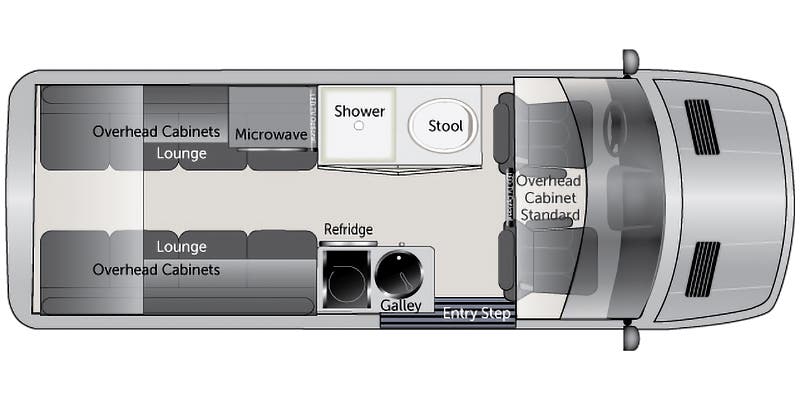 Overhead Cabinets
Microwave
Lounge
Shower
Stool
Overhead
Cabinet
Standard
Refridge
Lounge
Overhead Cabinets
Galley
Entry Step